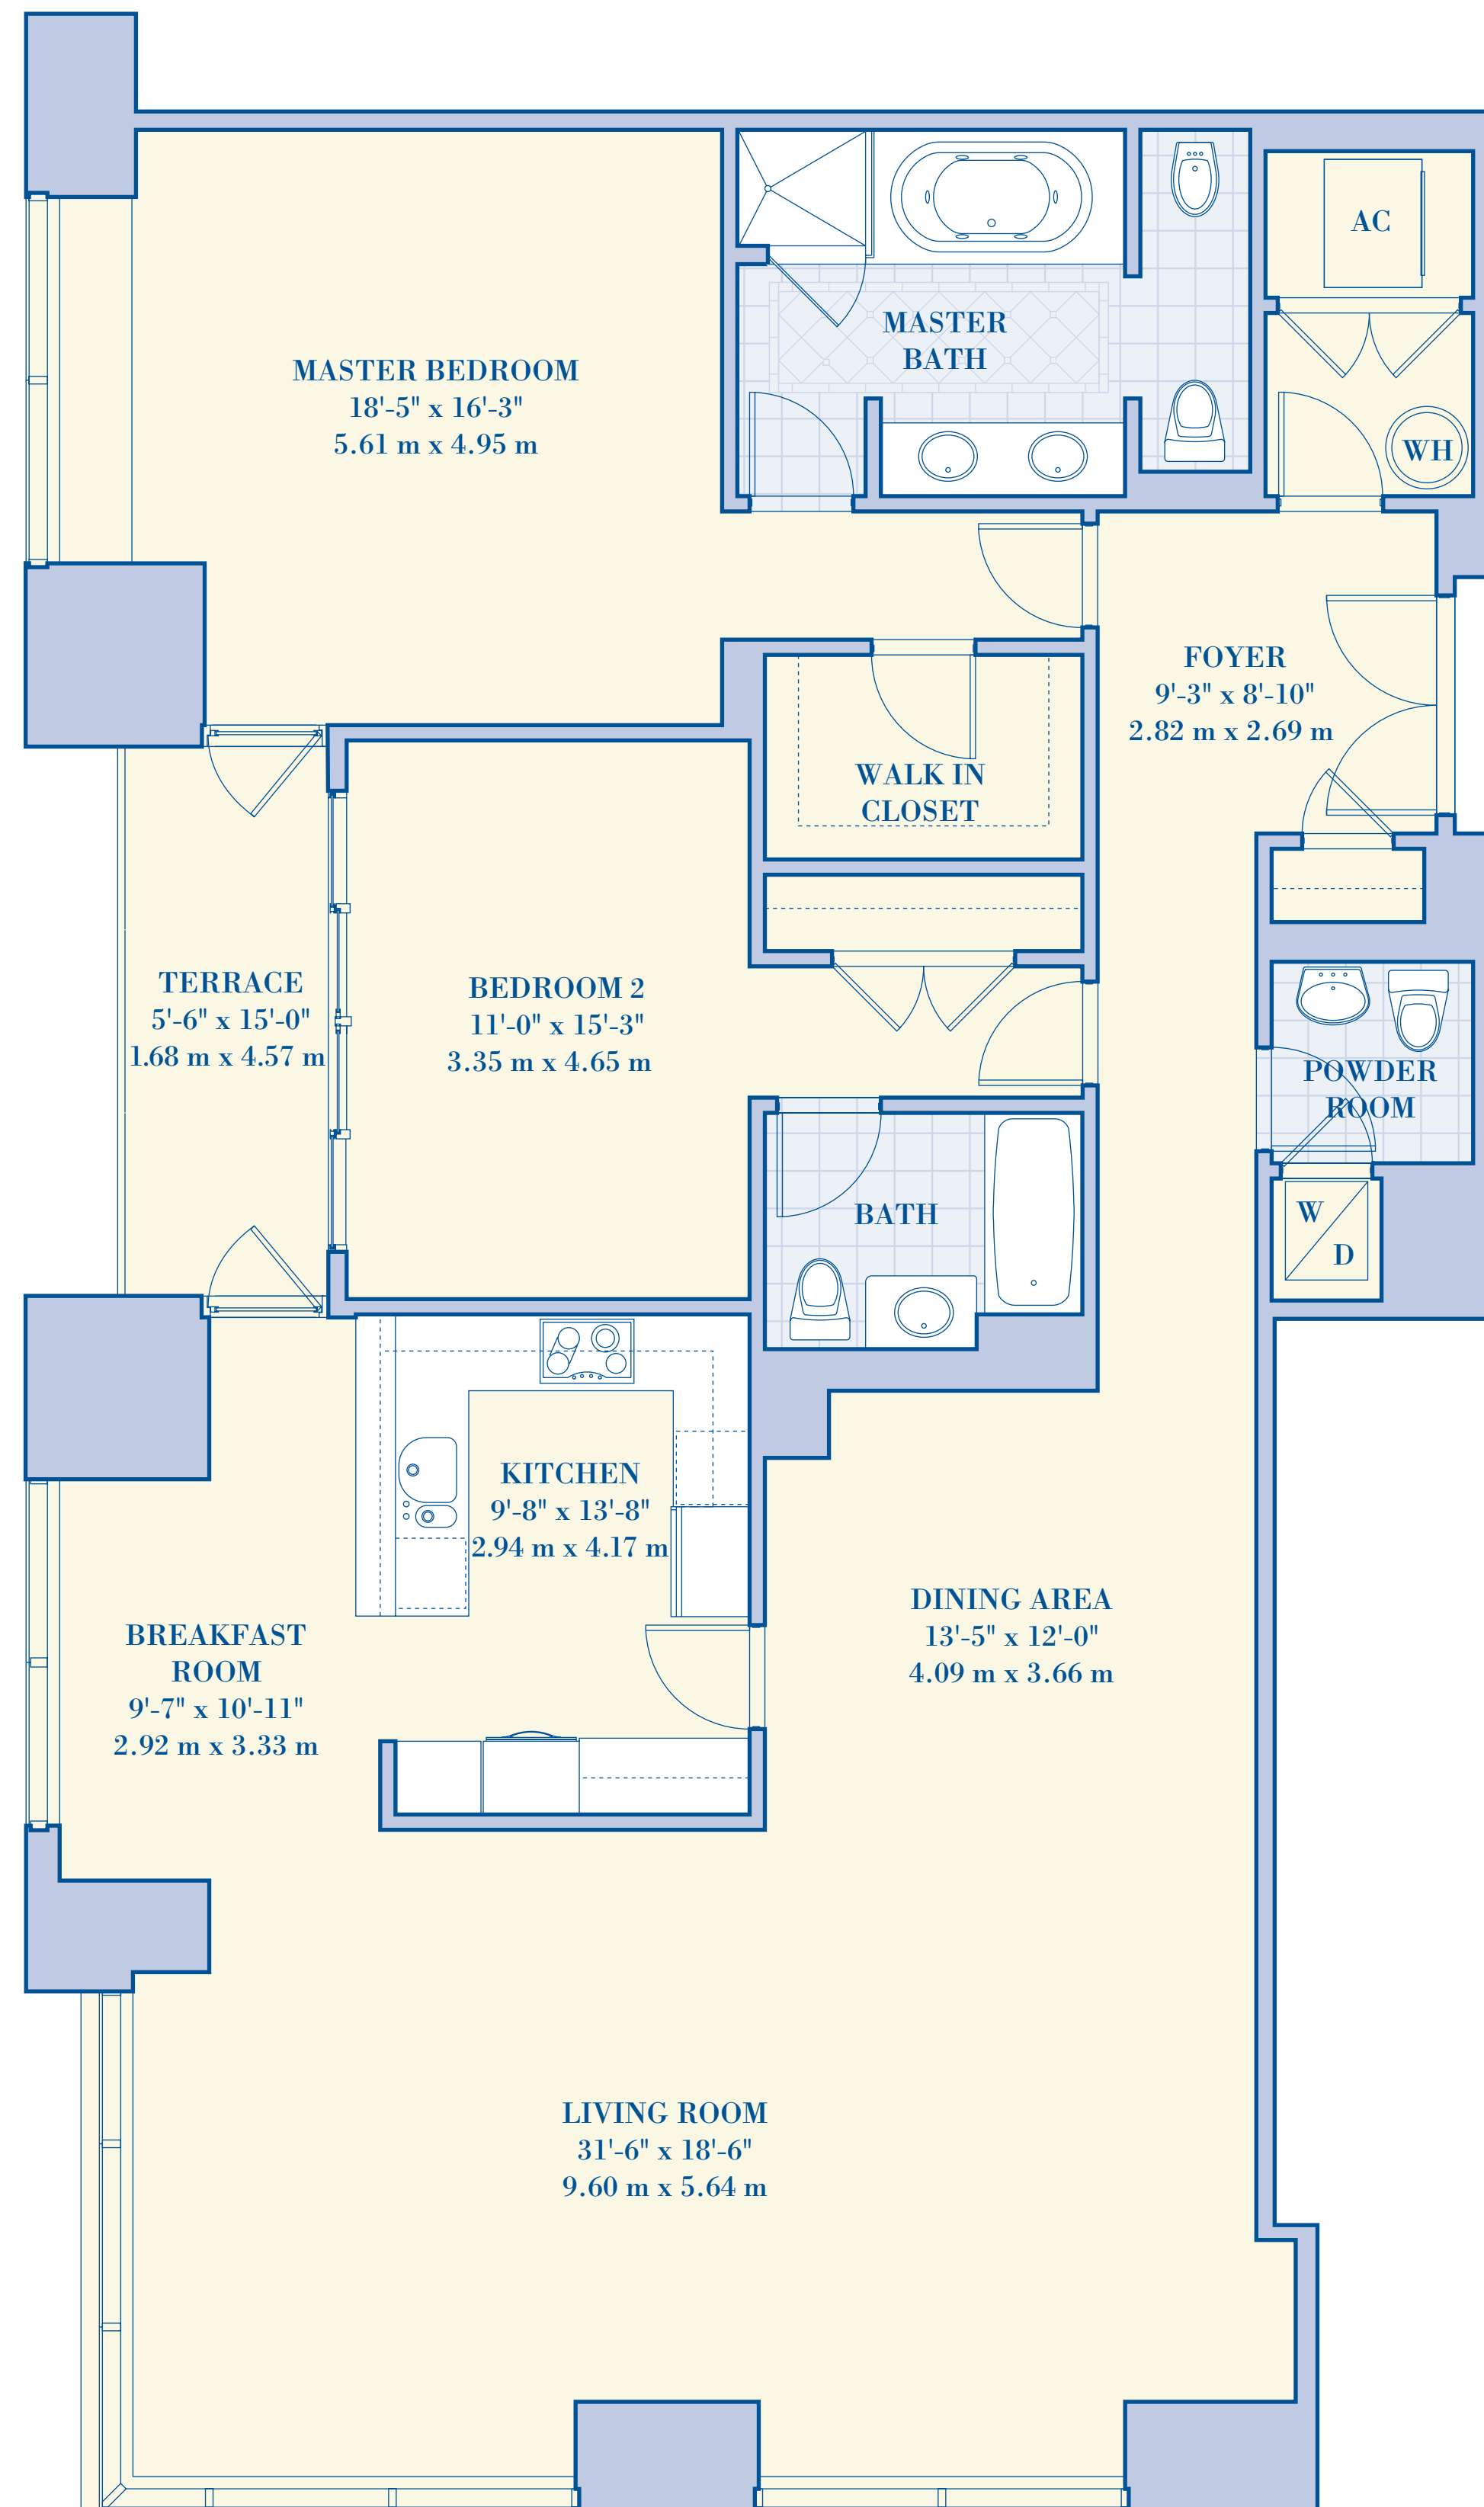 AC
MASTER
BATH
MASTER BEDROOM
18'-5" x 16'-3"
5.61 m x 4.95 m
WH
FOYER
9'-3" x 8'-10"
2.82 m x 2.69 m
WALK IN
CLOSET
TERRACE
5'-6" x 15'-0"
1.68 m x 4.57 m
BEDROOM 2
11'-0" x 15'-3"
3.35 m x 4.65 m
POWDER
ROOM
BATH
W
D
KITCHEN
9'-8" x 13'-8"
2.94 m x 4.17 m
DINING AREA
13'-5" x 12'-0"
4.09 m x 3.66 m
BREAKFAST
ROOM
9'-7" x 10'-11"
2.92 m x 3.33 m
LIVING ROOM
31'-6" x 18'-6"
9.60 m x 5.64 m